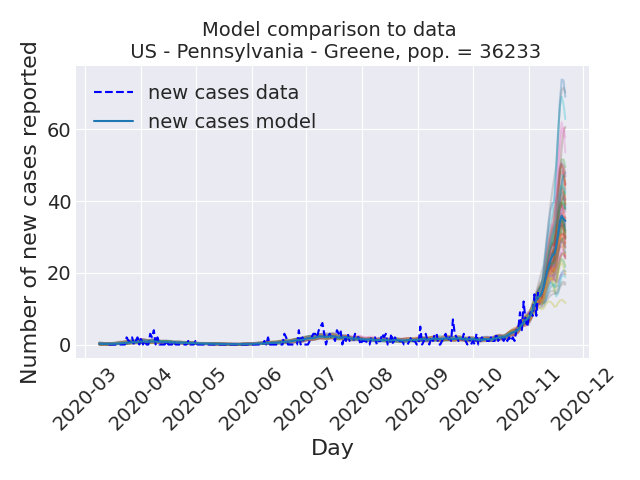 Model comparison to data
US - Pennsylvania - Greene, pop. = 36233
Number of new cases reported
new cases data
new cases model
60
40
20
0
2020-03
2020-04
2020-05
2020-06
2020-07
2020-08
2020-09
2020-10
2020-11
2020-12
Day